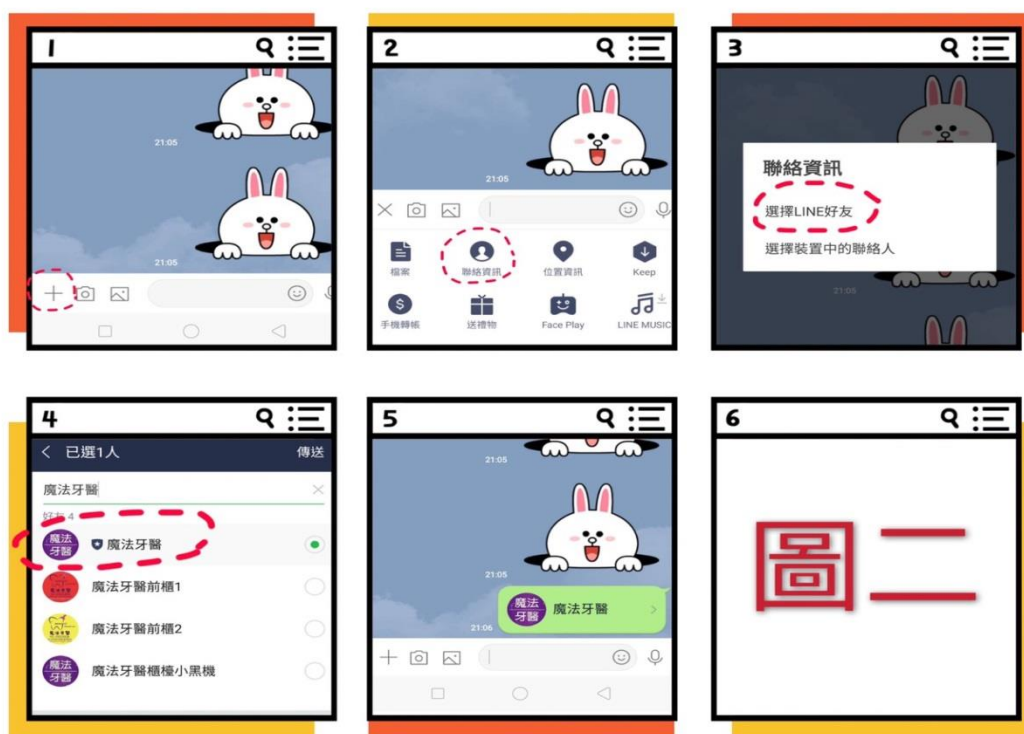 1
21:05
21:05
2
21:05
檔案
聯絡資訊
位置資訊
Keep
手機轉帳
送禮物
Face Play
LINE MUSIC
3
聯絡資訊
選擇LINE好友
選擇裝置中的聯絡人
21:05
4
已選1人 傳送
魔法牙醫
好友 4
魔法
牙醫
魔法牙醫
魔法牙醫前櫃1
魔法牙醫前櫃2
魔法
牙醫
魔法牙醫櫃檯小黑機
5
21:05
21:05
魔法
牙醫
魔法牙醫
21:06
6
圖二